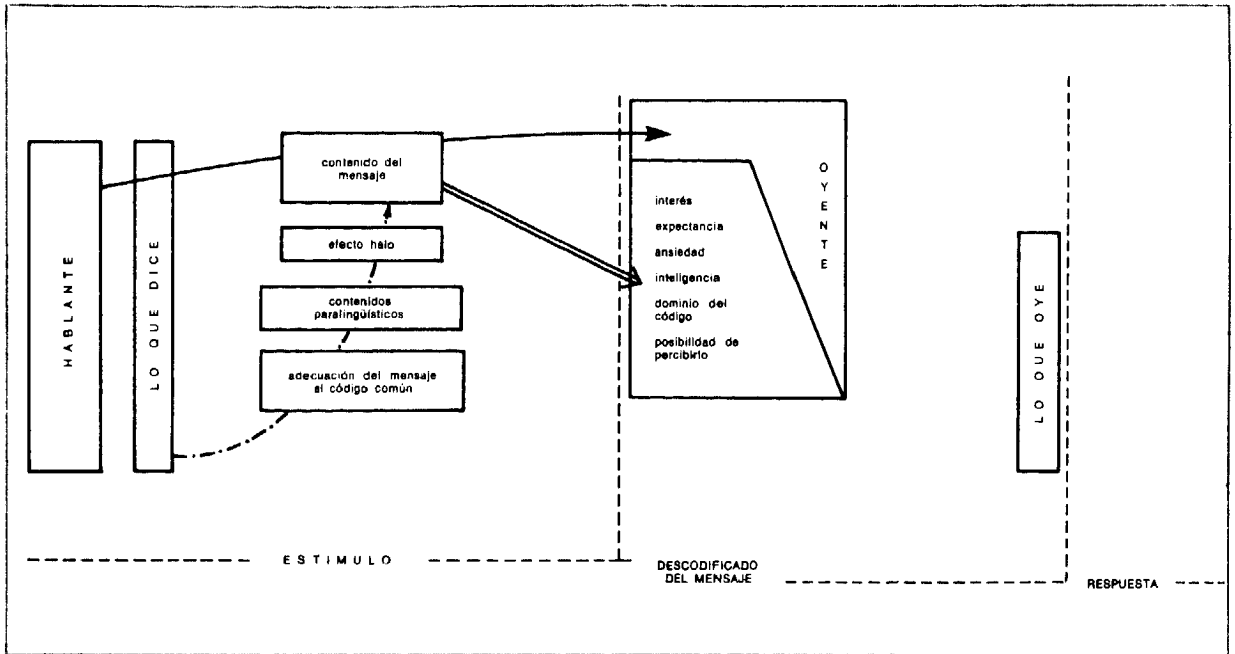 HABLANTE
LO QUE DICE
contenido del
mensaje
efecto halo
contenidos
paralingüísticos
adecuación del mensaje
al código común
OYENTE
interés
expectancia
ansiedad
inteligencia
dominio del
código
posibilidad de
percibirlo
LO QUE OYE
ESTIMULO
DESCODIFICADO
DEL MENSAJE
RESPUESTA